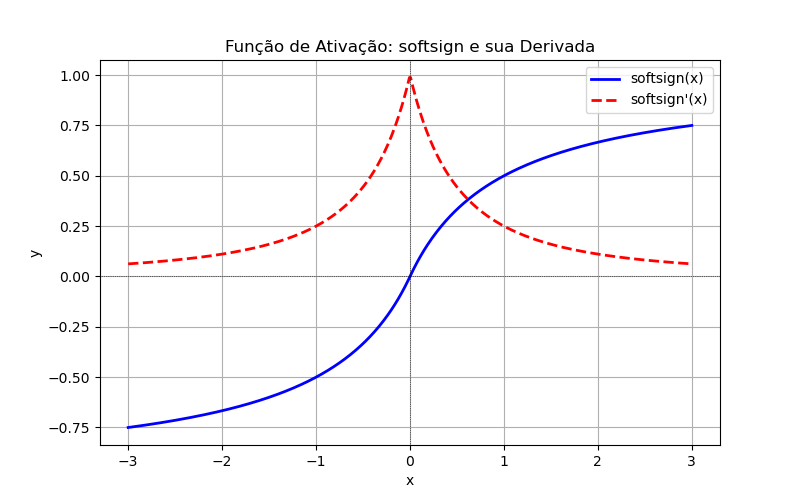 Função de Ativação: softsign e sua Derivada
softsign(x)
softsign'(x)
y
1.00
0.75
0.50
0.25
0.00
−0.25
−0.50
−0.75
−3 −2 −1 0 1 2 3
x